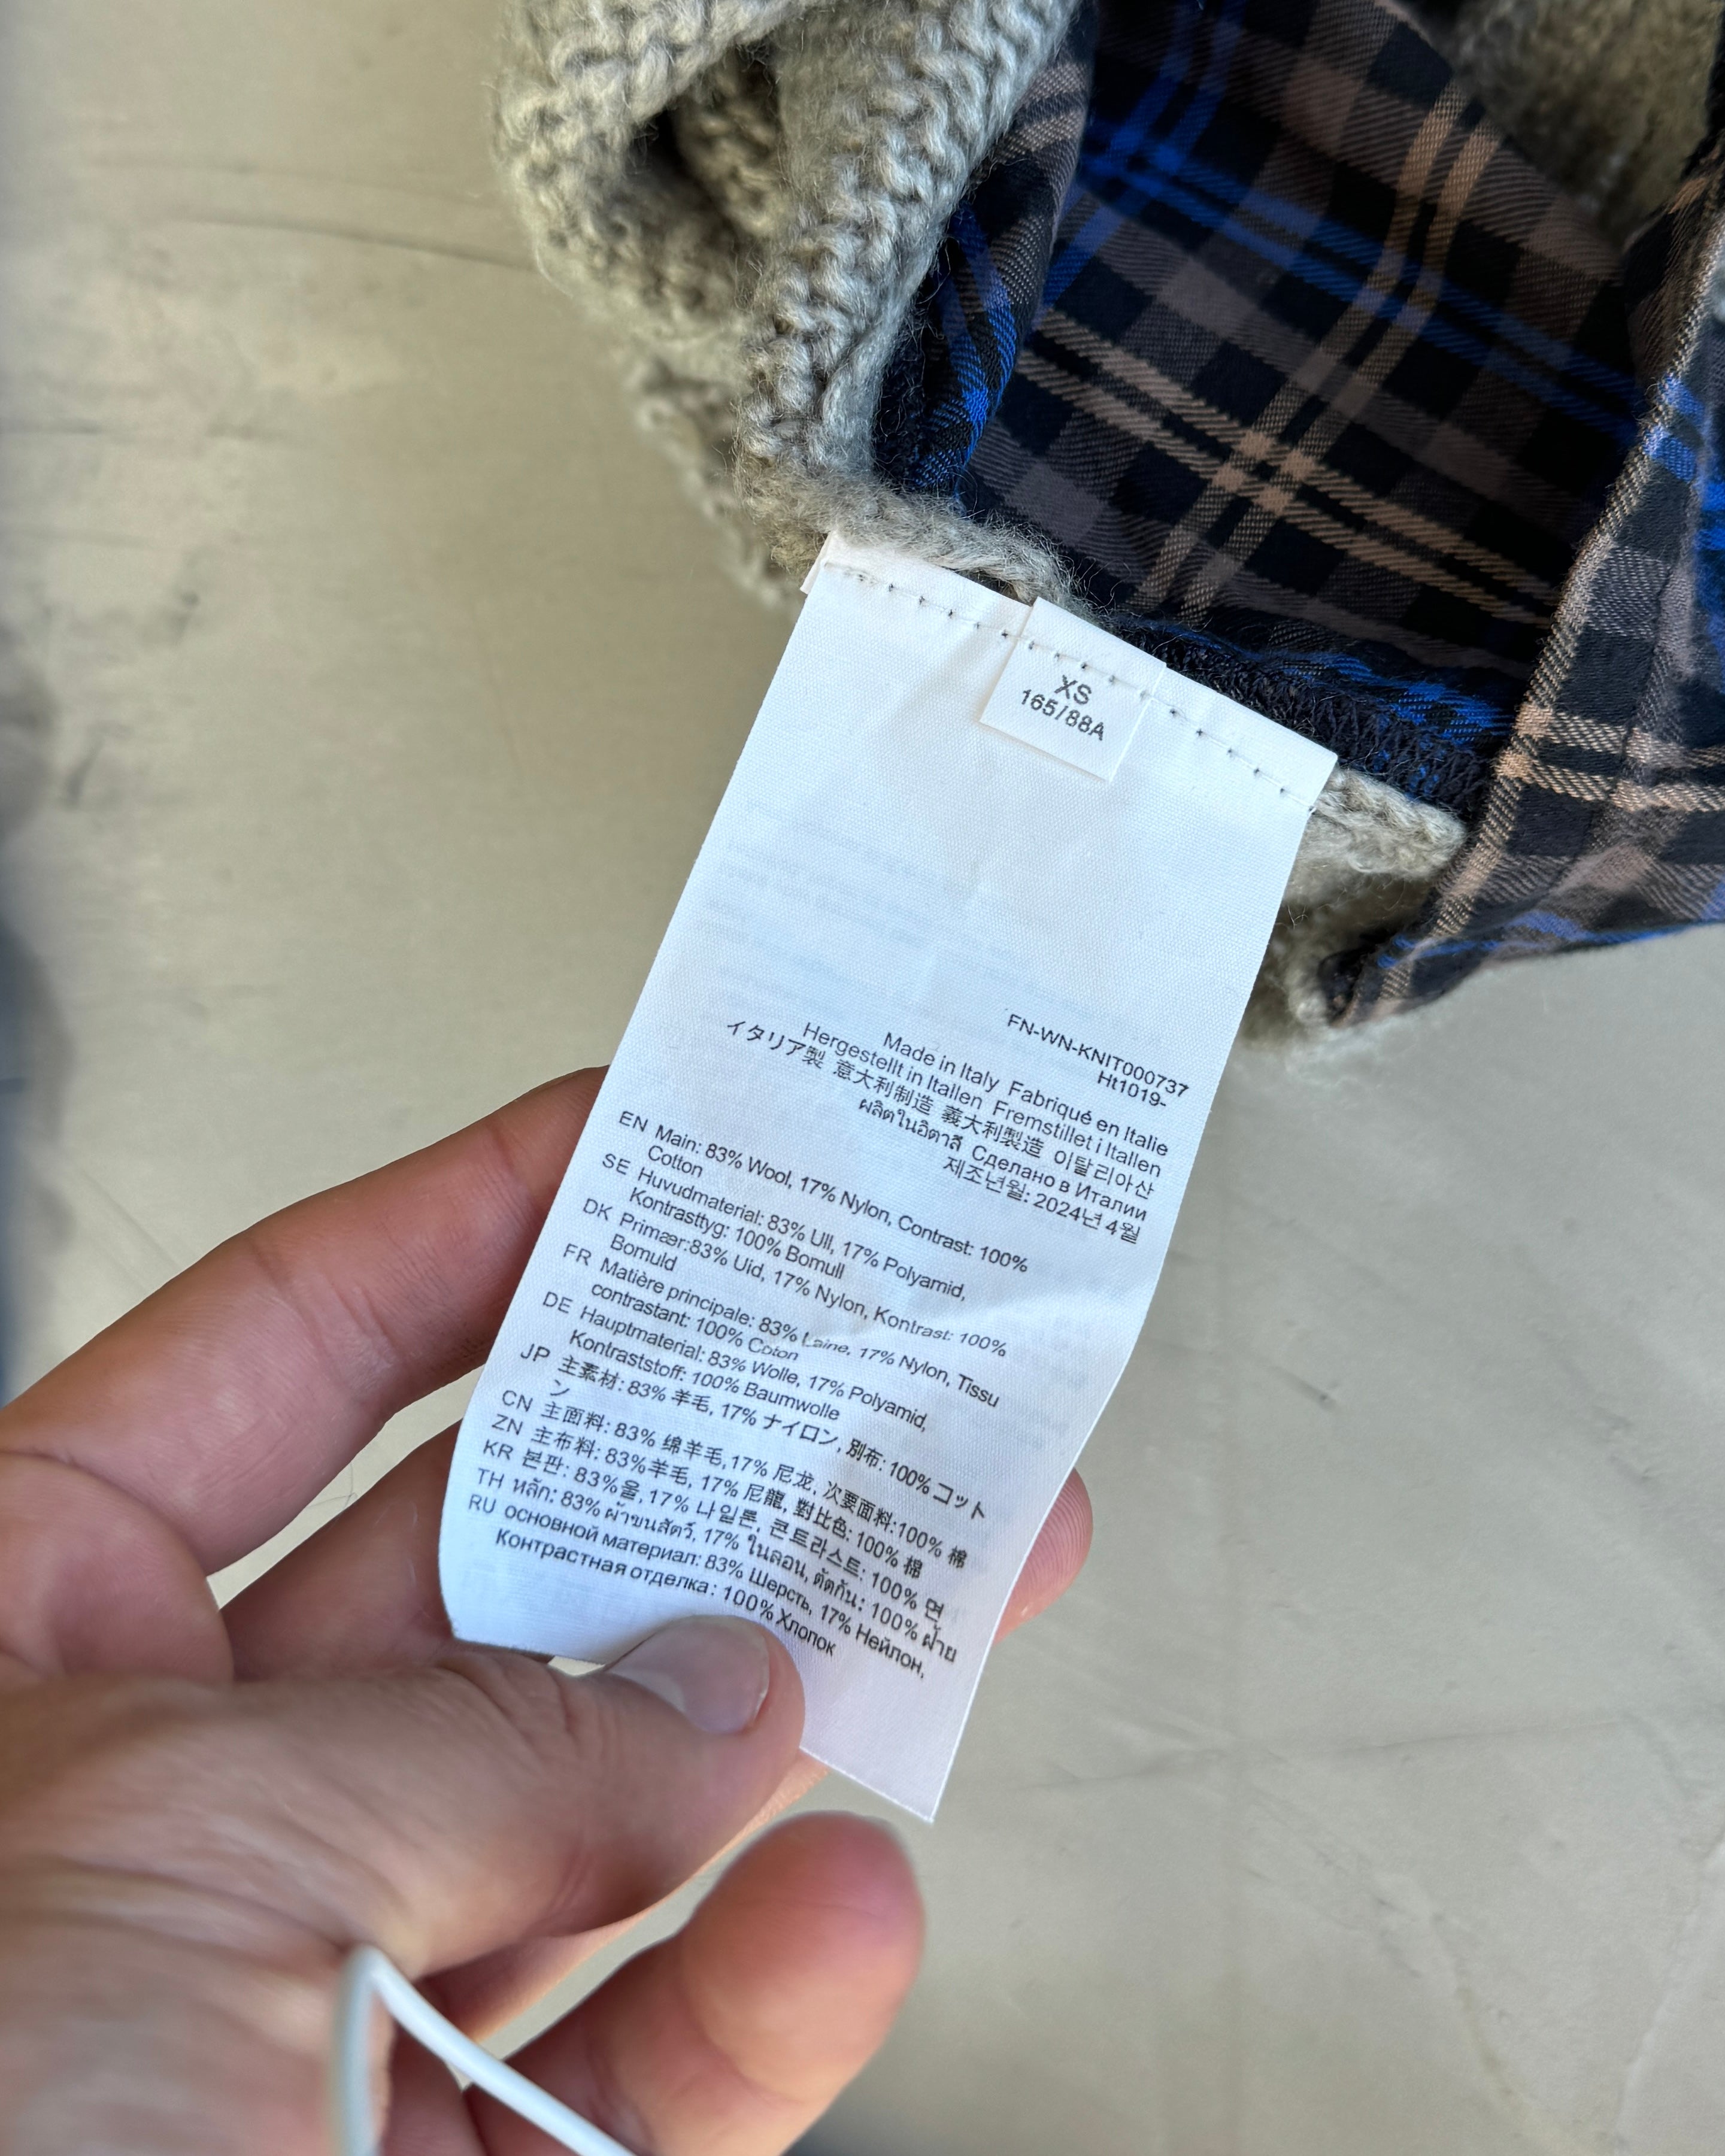 XS
165/88A
FN-WN-KNIT000737
Ht1019-
Made in Italy Fabriqué en Italie
Hergestellt in Italien Fremstillet i Italien
イタリア製 意大利制造 義大利製造 이탈리아산
ผลิตในอิตาลี Сделано в Италии
제조년월: 2024년 4월
EN Main: 83% Wool, 17% Nylon, Contrast: 100%
Cotton
SE Huvudmaterial: 83% Ull, 17% Polyamid,
Kontrasttyg: 100% Bomull
DK Primær:83% Uid, 17% Nylon, Kontrast: 100%
Bomuld
FR Matière principale: 83% Laine, 17% Nylon, Tissu
contrastant: 100% Coton
DE Hauptmaterial: 83% Wolle, 17% Polyamid,
Kontraststoff: 100% Baumwolle
JP 主素材: 83% 羊毛, 17% ナイロン, 別布: 100% コット
ン
CN 主面料: 83% 绵羊毛,17% 尼龙, 次要面料:100% 棉
ZN 主布料: 83%羊毛, 17% 尼龍, 對比色: 100% 棉
KR 본판: 83%울,17% 나일론, 콘트라스트: 100% 면
TH หลัก: 83% ผ้าขนสัตว์, 17% ไนลอน, ตัดกัน: 100% ฝ้าย
RU основной материал: 83% Шерсть, 17% Нейлон,
Контрастная отделка: 100% Хлопок